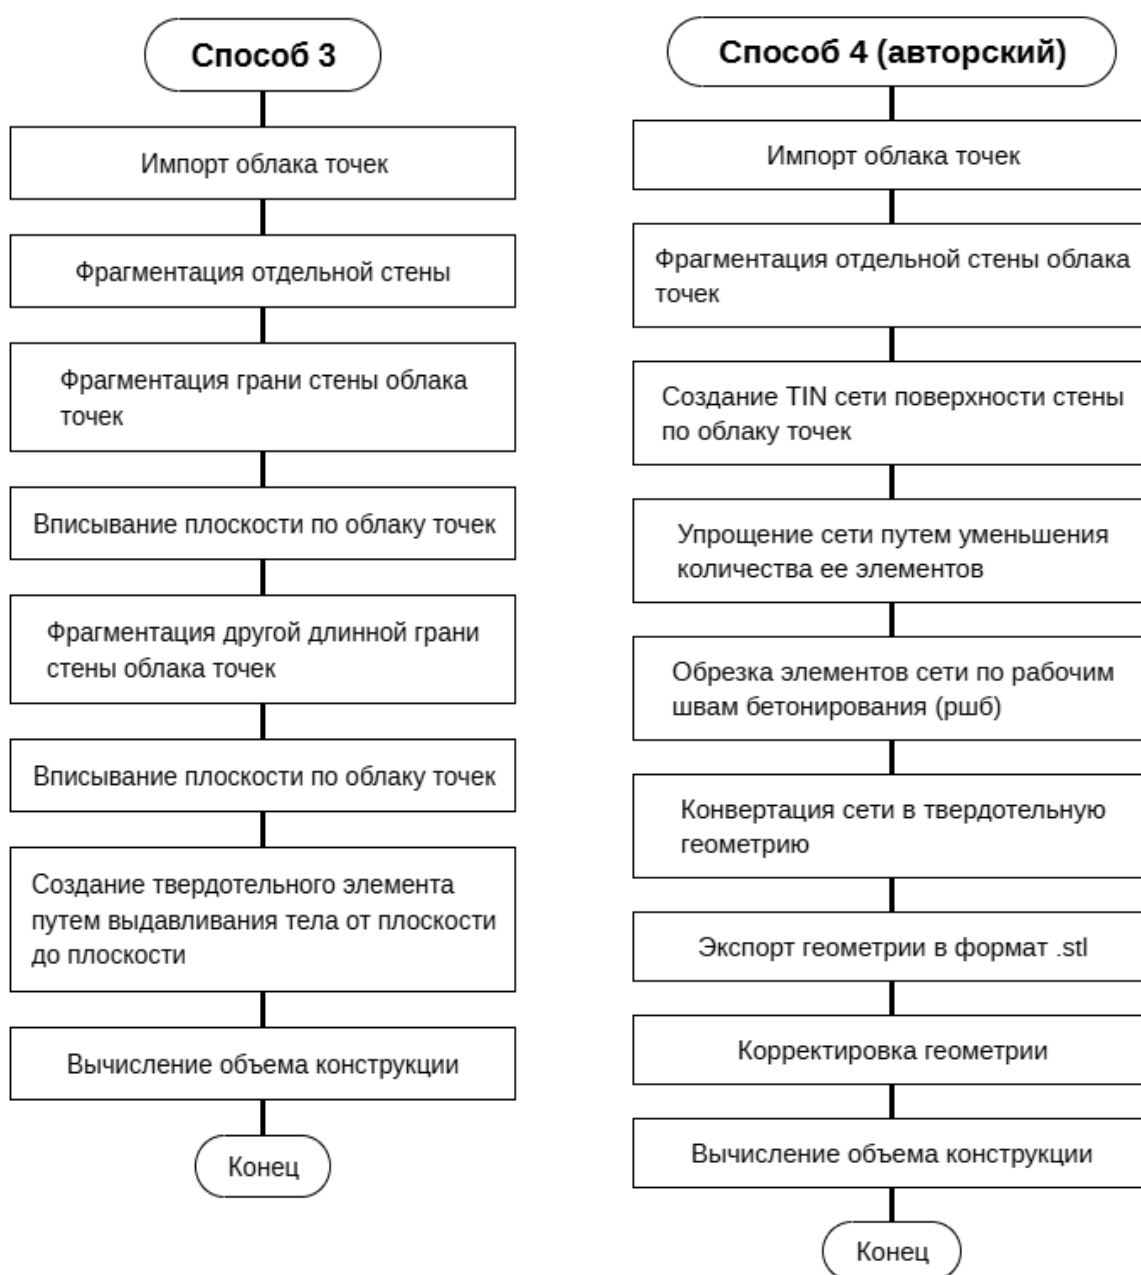 Способ 3
Импорт облака точек
Фрагментация отдельной стены
Фрагментация грани стены облака
точек
Вписывание плоскости по облаку точек
Фрагментация другой длинной грани
стены облака точек
Вписывание плоскости по облаку точек
Создание твердотельного элемента
путем выдавливания тела от плоскости
до плоскости
Вычисление объема конструкции
Конец
Способ 4 (авторский)
Импорт облака точек
Фрагментация отдельной стены облака
точек
Создание TIN сети поверхности стены
по облаку точек
Упрощение сети путем уменьшения
количества ее элементов
Обрезка элементов сети по рабочим
швам бетонирования (ршб)
Конвертация сети в твердотельную
геометрию
Экспорт геометрии в формат .stl
Корректировка геометрии
Вычисление объема конструкции
Конец